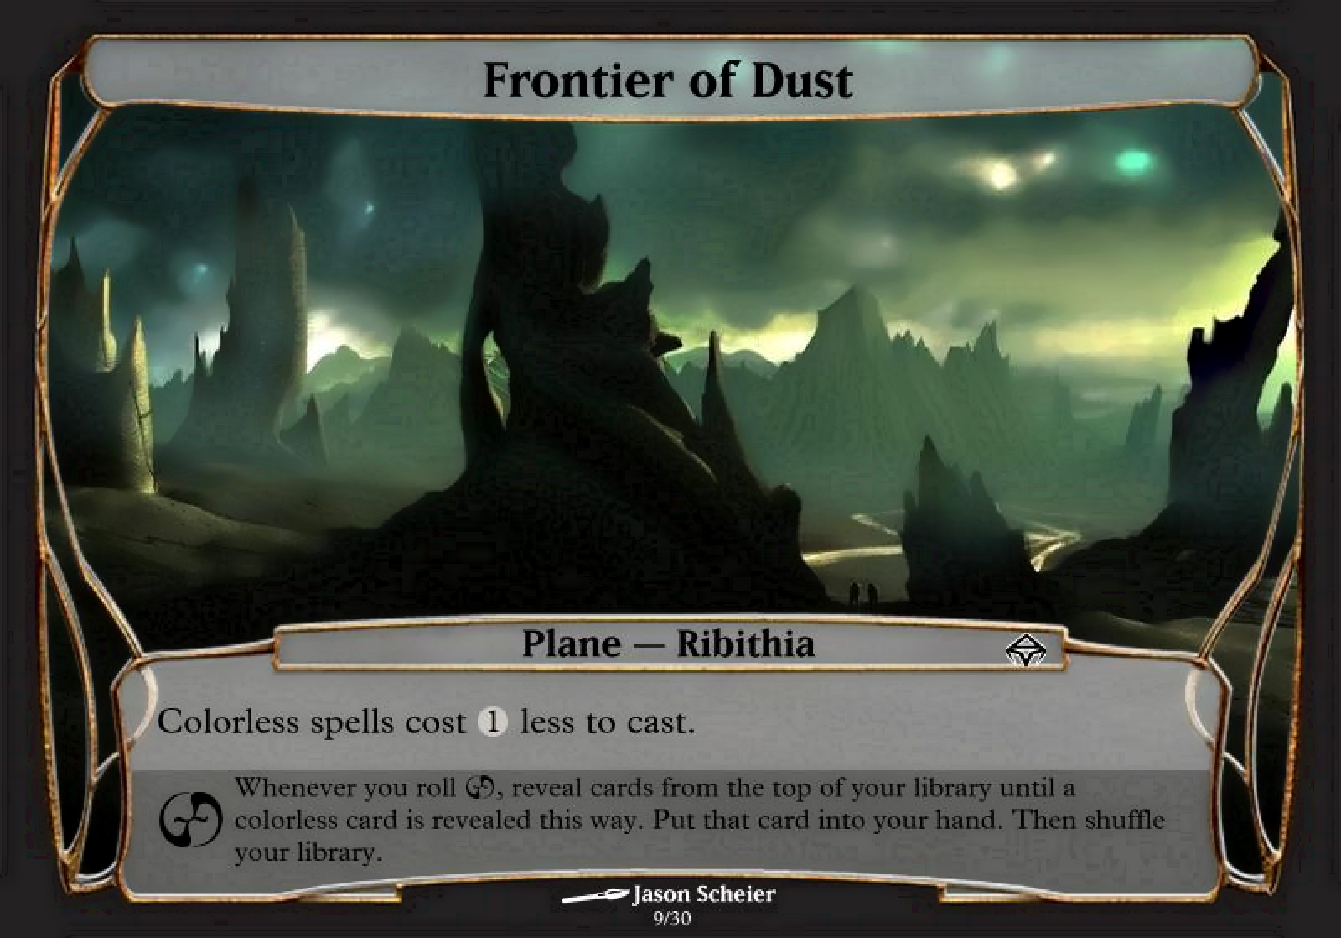 Frontier of Dust
Plane — Ribithia
Colorless spells cost 1 less to cast.
Whenever you roll , reveal cards from the top of your library until a
colorless card is revealed this way. Put that card into your hand. Then shuffle
your library.
Jason Scheier
9/30